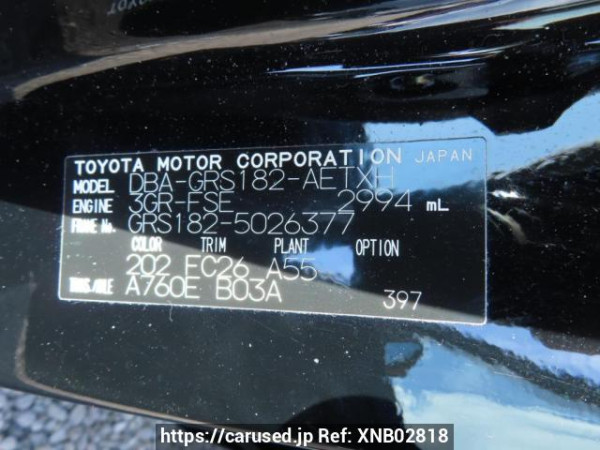 TOYOTA MOTOR CORPORATION JAPAN
MODEL DBA-GRS182-AETXH
ENGINE 3GR-FSE 2994 mL
FRAME No. GRS182-5026377
COLOR TRIM PLANT OPTION
202 FC26 A55
TRANS/AXLE A760E B03A 397
https://carused.jp Ref: XNB02818